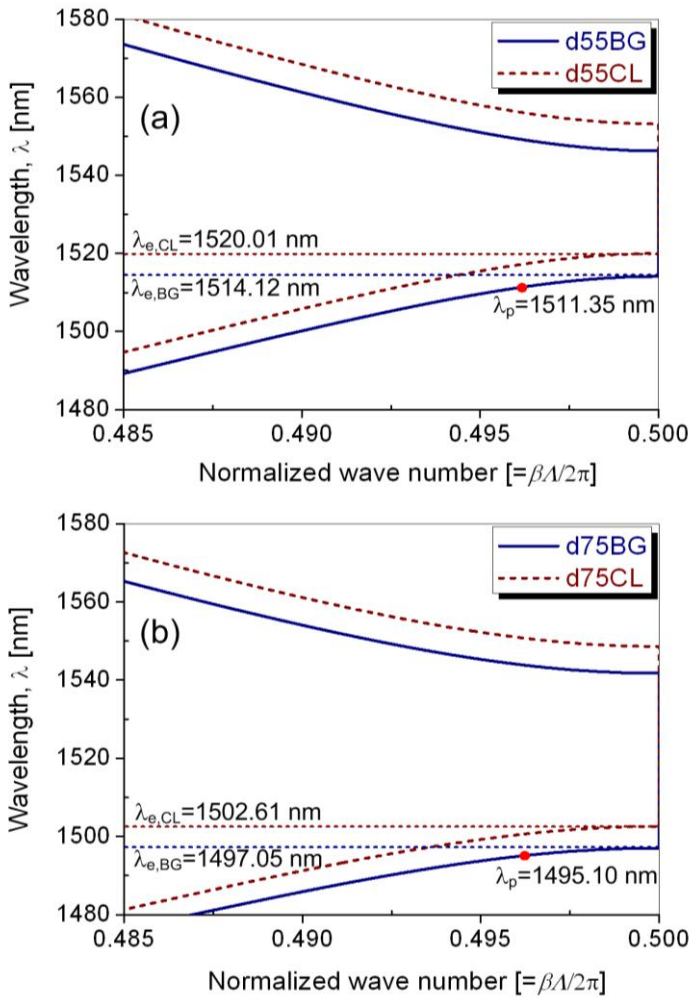 1580
d55BG
d55CL
(a)
1560
1540
Wavelength, λ [nm]
λe,CL=1520.01 nm
1520
λe,BG=1514.12 nm
λp=1511.35 nm
1500
1480
0.485 0.490 0.495 0.500
Normalized wave number [=βΛ/2π]
1580
d75BG
d75CL
(b)
1560
1540
Wavelength, λ [nm]
1520
λe,CL=1502.61 nm
1500
λe,BG=1497.05 nm
λp=1495.10 nm
1480
0.485 0.490 0.495 0.500
Normalized wave number [=βΛ/2π]